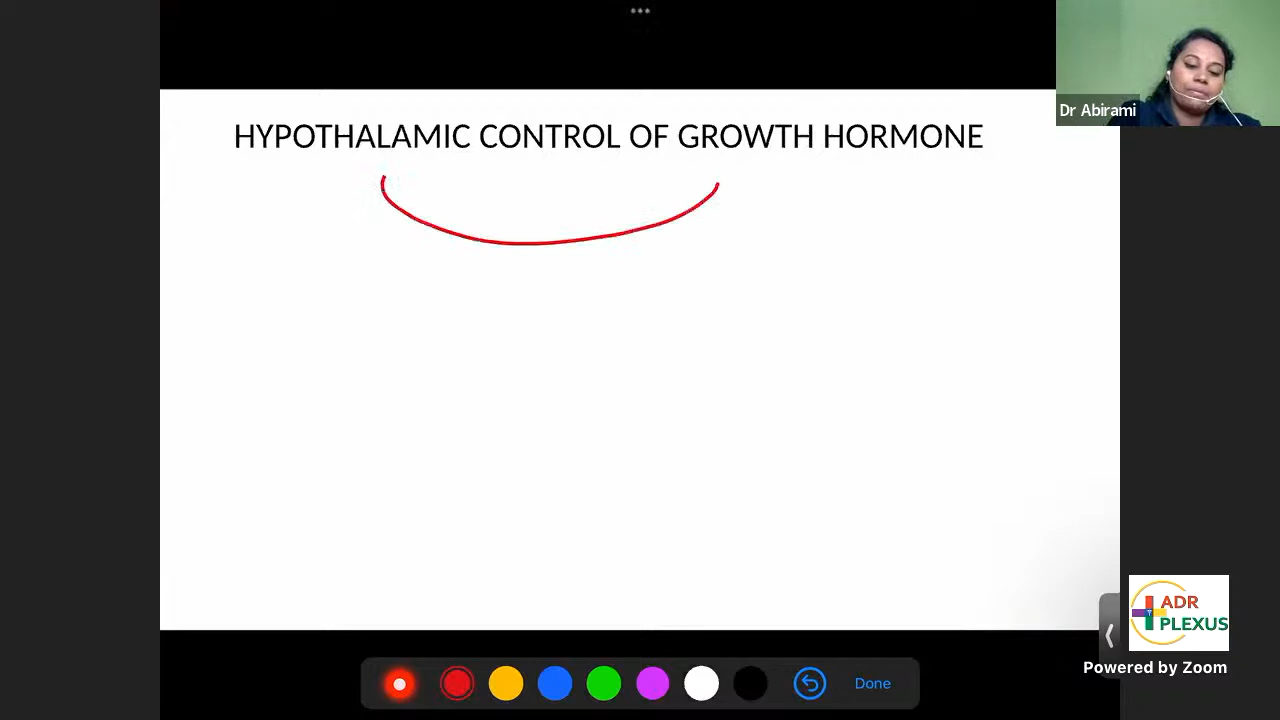 HYPOTHALAMIC CONTROL OF GROWTH HORMONE
Dr Abirami
ADR
PLEXUS
Powered by Zoom
Done